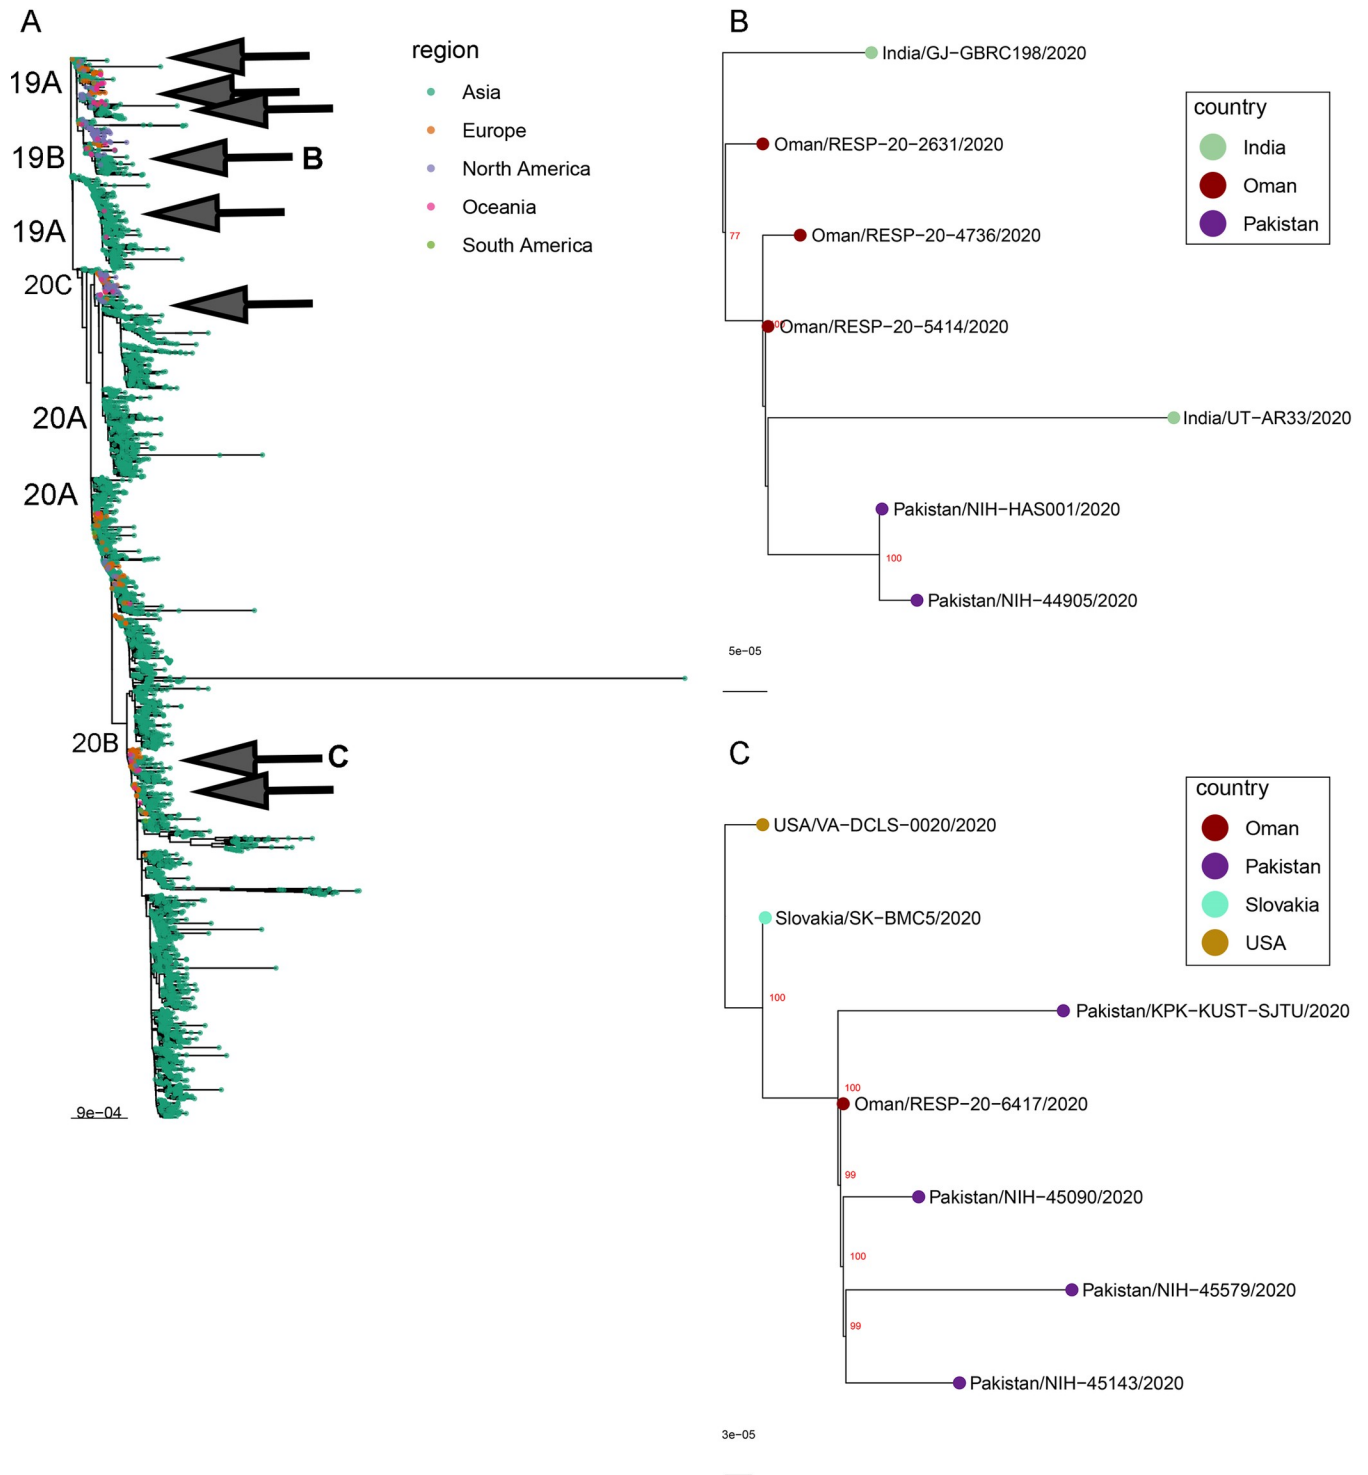 A
region
Asia
Europe
North America
Oceania
South America
19A
19B
B
19A
20C
20A
20A
20B
C
9e−04
B
India/GJ−GBRC198/2020
Oman/RESP−20−2631/2020
77
Oman/RESP−20−4736/2020
Oman/RESP−20−5414/2020
India/UT−AR33/2020
Pakistan/NIH−HAS001/2020
100
Pakistan/NIH−44905/2020
5e−05
country
India
Oman
Pakistan
C
USA/VA−DCLS−0020/2020
Slovakia/SK−BMC5/2020
100
Pakistan/KPK−KUST−SJTU/2020
100
Oman/RESP−20−6417/2020
99
Pakistan/NIH−45090/2020
100
Pakistan/NIH−45579/2020
99
Pakistan/NIH−45143/2020
3e−05
country
Oman
Pakistan
Slovakia
USA